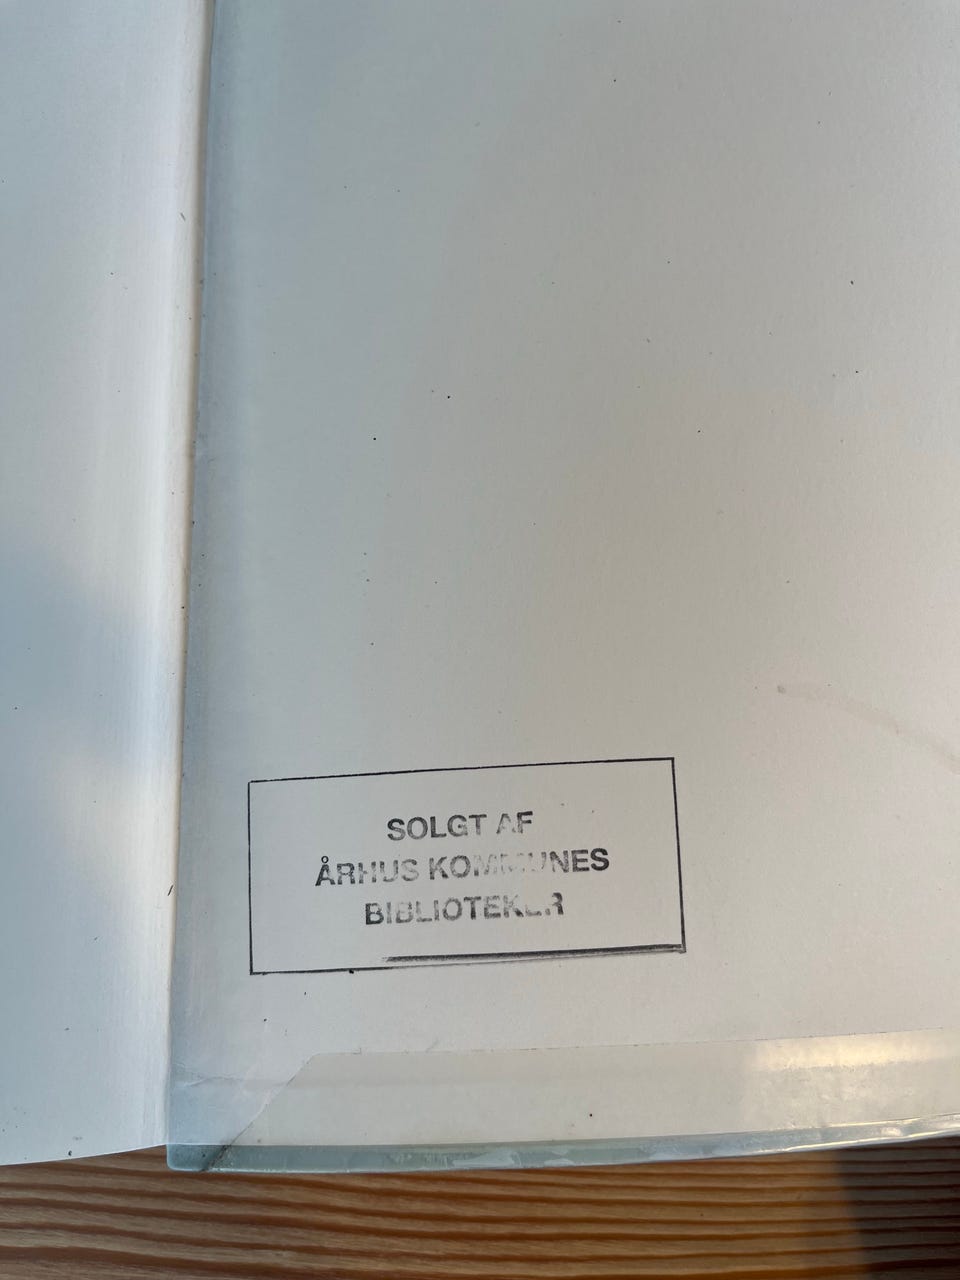 SOLGT AF
ÅRHUS KOMMUNES
BIBLIOTEKER